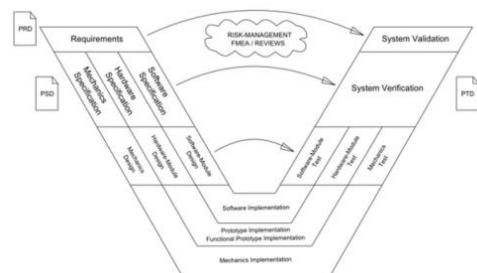 PRD
Requirements
RISK-MANAGEMENT
FMEA / REVIEWS
System Validation
PSD
Mechanics
Specification
Hardware
Specification
Software
Specification
System Verification
PTD
Mechanics
Design
Hardware-Module
Design
Software-Module
Design
Software-Module
Test
Hardware-Module
Test
Mechanics
Test
Software Implementation
Prototype Implementation
Functional Prototype Implementation
Mechanics Implementation